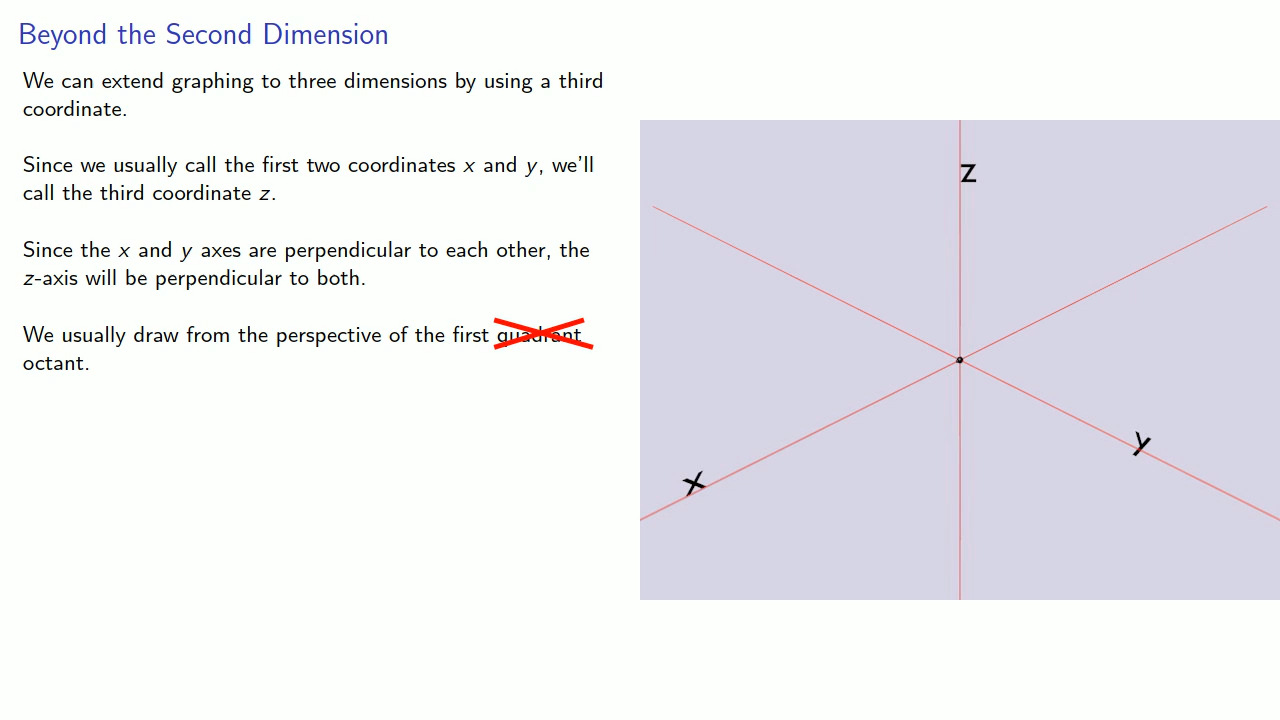 Beyond the Second Dimension
We can extend graphing to three dimensions by using a third
coordinate.
Since we usually call the first two coordinates x and y, we'll
call the third coordinate z.
Since the x and y axes are perpendicular to each other, the
z-axis will be perpendicular to both.
We usually draw from the perspective of the first quadrant
octant.
z
y
x